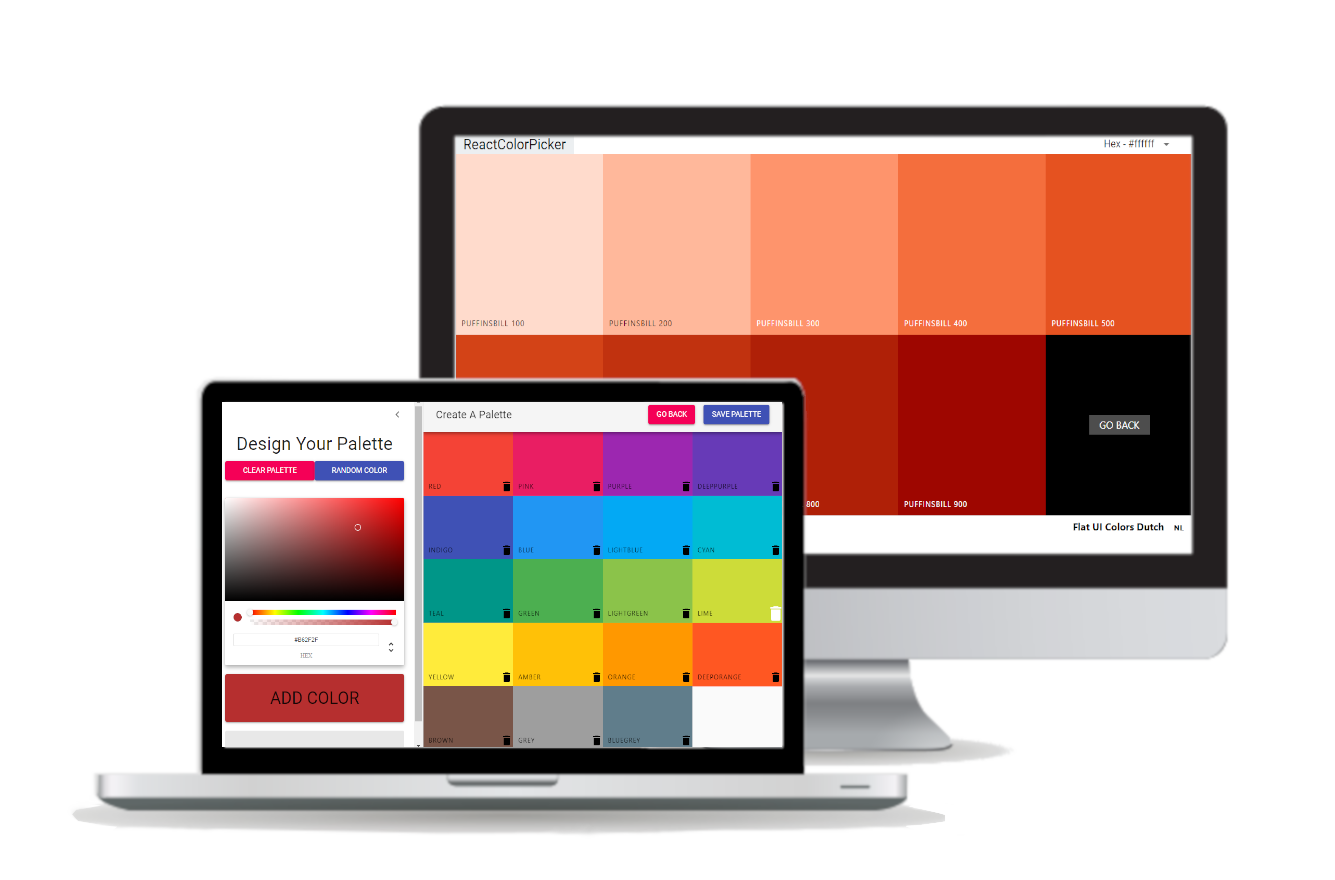 ReactColorPicker
Hex - #ffffff
PUFFINSBILL 100
PUFFINSBILL 200
PUFFINSBILL 300
PUFFINSBILL 400
PUFFINSBILL 500
800
PUFFINSBILL 900
GO BACK
Flat UI Colors Dutch NL
Design Your Palette
CLEAR PALETTE
RANDOM COLOR
#B62F2F
HEX
ADD COLOR
Create A Palette
GO BACK
SAVE PALETTE
RED
PINK
PURPLE
DEEPPURPLE
INDIGO
BLUE
LIGHTBLUE
CYAN
TEAL
GREEN
LIGHTGREEN
LIME
YELLOW
AMBER
ORANGE
DEEPORANGE
BROWN
GREY
BLUEGREY